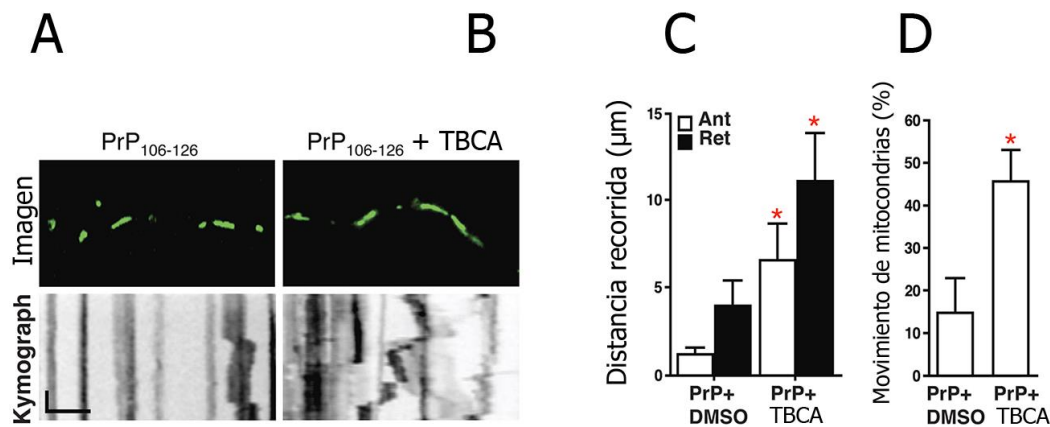 A
B
C
D
PrP106-126
PrP106-126 + TBCA
Imagen
Kymograph
Distancia recorrida (µm)
15
10
5
0
Ant
Ret
*
*
PrP+
DMSO
PrP+
TBCA
Movimiento de mitocondrias (%)
60
50
40
30
20
10
0
*
PrP+
DMSO
PrP+
TBCA